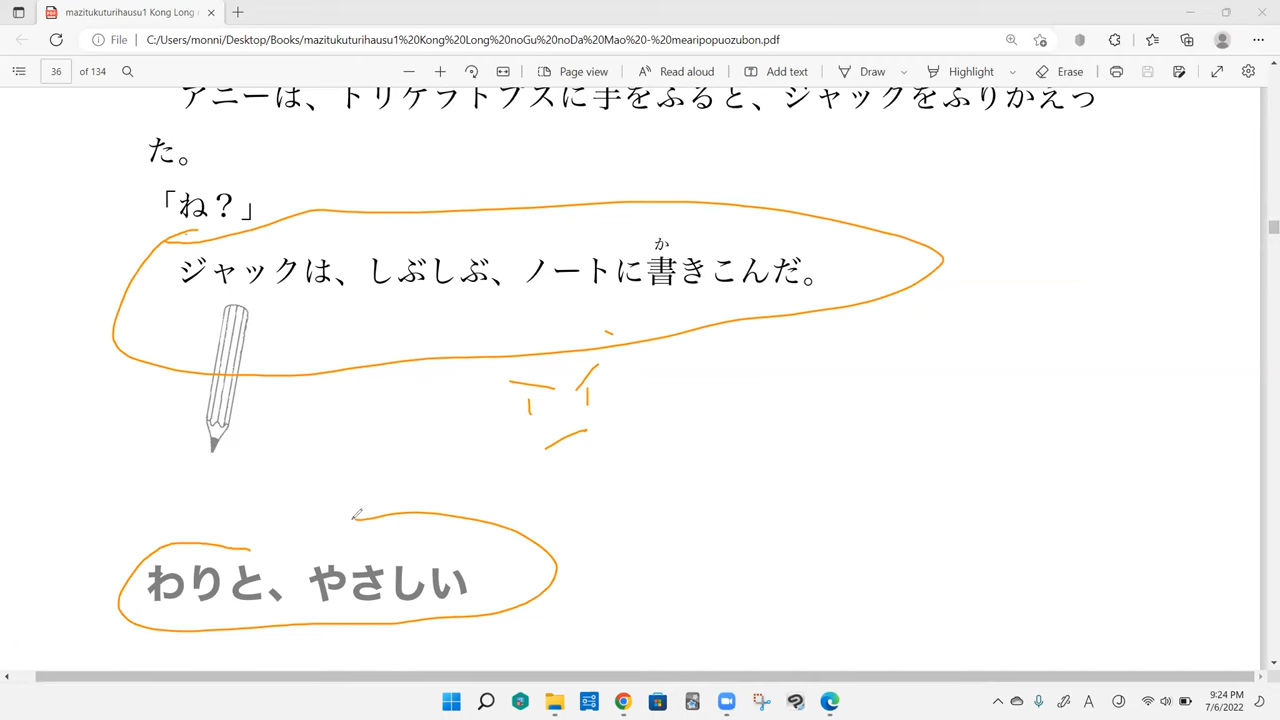 mazitukuturihausu1 Kong Long
File
C:/Users/monni/Desktop/Books/mazitukuturihausu1%20Kong%20Long%20noGu%20noDa%20Mao%20-%20mearipopuozubon.pdf
36 of 134
Page view
Read aloud
Add text
Draw
Highlight
Erase
アニーは、トリケラトプスに手をふると、ジャックをふりかえっ
た。
「ね？」
か
ジャックは、しぶしぶ、ノートに書きこんだ。
わりと、やさしい
9:24 PM
7/6/2022